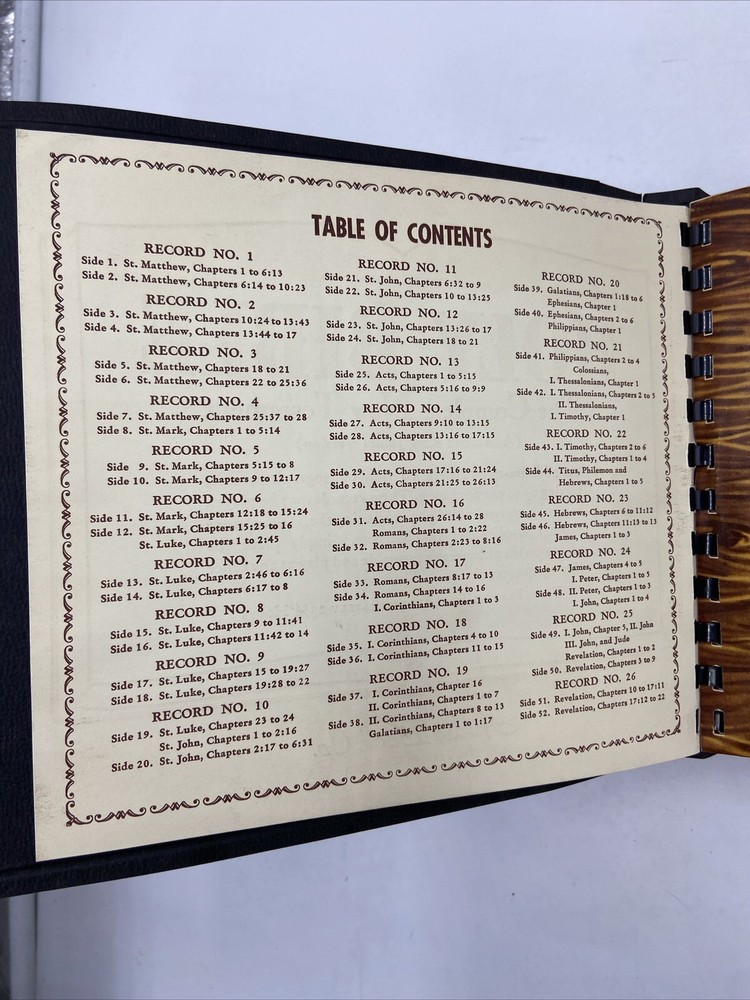 TABLE OF CONTENTS
RECORD NO. 1
Side 1. St. Matthew, Chapters 1 to 6:13
Side 2. St. Matthew, Chapters 6:14 to 10:23
RECORD NO. 2
Side 3. St. Matthew, Chapters 10:24 to 13:43
Side 4. St. Matthew, Chapters 13:44 to 17
RECORD NO. 3
Side 5. St. Matthew, Chapters 18 to 21
Side 6. St. Matthew, Chapters 22 to 25:36
RECORD NO. 4
Side 7. St. Matthew, Chapters 25:37 to 28
Side 8. St. Mark, Chapters 1 to 5:14
RECORD NO. 5
Side 9. St. Mark, Chapters 5:15 to 8
Side 10. St. Mark, Chapters 9 to 12:17
RECORD NO. 6
Side 11. St. Mark, Chapters 12:18 to 15:24
Side 12. St. Mark, Chapters 15:25 to 16
St. Luke, Chapters 1 to 2:45
RECORD NO. 7
Side 13. St. Luke, Chapters 2:46 to 6:16
Side 14. St. Luke, Chapters 6:17 to 8
RECORD NO. 8
Side 15. St. Luke, Chapters 9 to 11:41
Side 16. St. Luke, Chapters 11:42 to 14
RECORD NO. 9
Side 17. St. Luke, Chapters 15 to 19:27
Side 18. St. Luke, Chapters 19:28 to 22
RECORD NO. 10
Side 19. St. Luke, Chapters 23 to 24
St. John, Chapters 1 to 2:16
Side 20. St. John, Chapters 2:17 to 6:31
RECORD NO. 11
Side 21. St. John, Chapters 6:32 to 9
Side 22. St. John, Chapters 10 to 13:25
RECORD NO. 12
Side 23. St. John, Chapters 13:26 to 17
Side 24. St. John, Chapters 18 to 21
RECORD NO. 13
Side 25. Acts, Chapters 1 to 5:15
Side 26. Acts, Chapters 5:16 to 9:9
RECORD NO. 14
Side 27. Acts, Chapters 9:10 to 13:15
Side 28. Acts, Chapters 13:16 to 17:15
RECORD NO. 15
Side 29. Acts, Chapters 17:16 to 21:24
Side 30. Acts, Chapters 21:25 to 26:13
RECORD NO. 16
Side 31. Acts, Chapters 26:14 to 28
Romans, Chapters 1 to 2:22
Side 32. Romans, Chapters 2:23 to 8:16
RECORD NO. 17
Side 33. Romans, Chapters 8:17 to 13
Side 34. Romans, Chapters 14 to 16
I. Corinthians, Chapters 1 to 3
RECORD NO. 18
Side 35. I. Corinthians, Chapters 4 to 10
Side 36. I. Corinthians, Chapters 11 to 15
RECORD NO. 19
Side 37. I. Corinthians, Chapter 16
II. Corinthians, Chapters 1 to 7
Side 38. II. Corinthians, Chapters 8 to 13
Galatians, Chapters 1 to 1:17
RECORD NO. 20
Side 39. Galatians, Chapters 1:18 to 6
Ephesians, Chapter 1
Side 40. Ephesians, Chapters 2 to 6
Philippians, Chapter 1
RECORD NO. 21
Side 41. Philippians, Chapters 2 to 4
Colossians,
I. Thessalonians, Chapter 1
Side 42. I. Thessalonians, Chapters 2 to 5
II. Thessalonians,
I. Timothy, Chapter 1
RECORD NO. 22
Side 43. I. Timothy, Chapters 2 to 6
II. Timothy, Chapters 1 to 4
Side 44. Titus, Philemon and
Hebrews, Chapters 1 to 5
RECORD NO. 23
Side 45. Hebrews, Chapters 6 to 11:12
Side 46. Hebrews, Chapters 11:13 to 13
James, Chapters 1 to 3
RECORD NO. 24
Side 47. James, Chapters 4 to 5
I. Peter, Chapters 1 to 5
Side 48. II. Peter, Chapters 1 to 3
I. John, Chapters 1 to 4
RECORD NO. 25
Side 49. I. John, Chapter 5, II. John
III. John, and Jude
Revelation, Chapters 1 to 2
Side 50. Revelation, Chapters 3 to 9
RECORD NO. 26
Side 51. Revelation, Chapters 10 to 17:11
Side 52. Revelation, Chapters 17:12 to 22